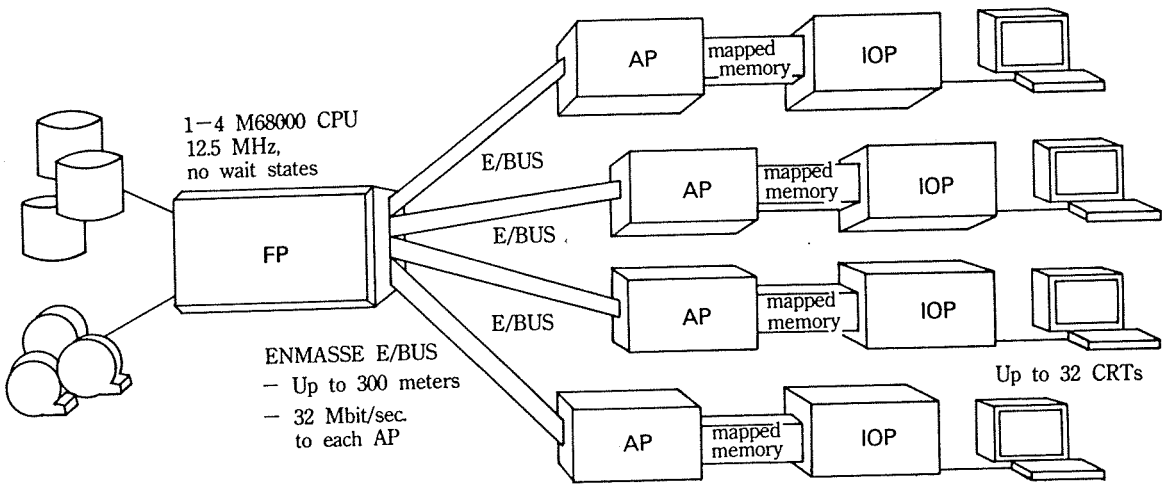 1-4 M68000 CPU
12.5 MHz,
no wait states
FP
ENMASSE E/BUS
- Up to 300 meters
- 32 Mbit/sec.
to each AP
E/BUS
E/BUS
E/BUS
AP
mapped
memory
IOP
AP
mapped
memory
IOP
AP
mapped
memory
IOP
Up to 32 CRTs
AP
mapped
memory
IOP